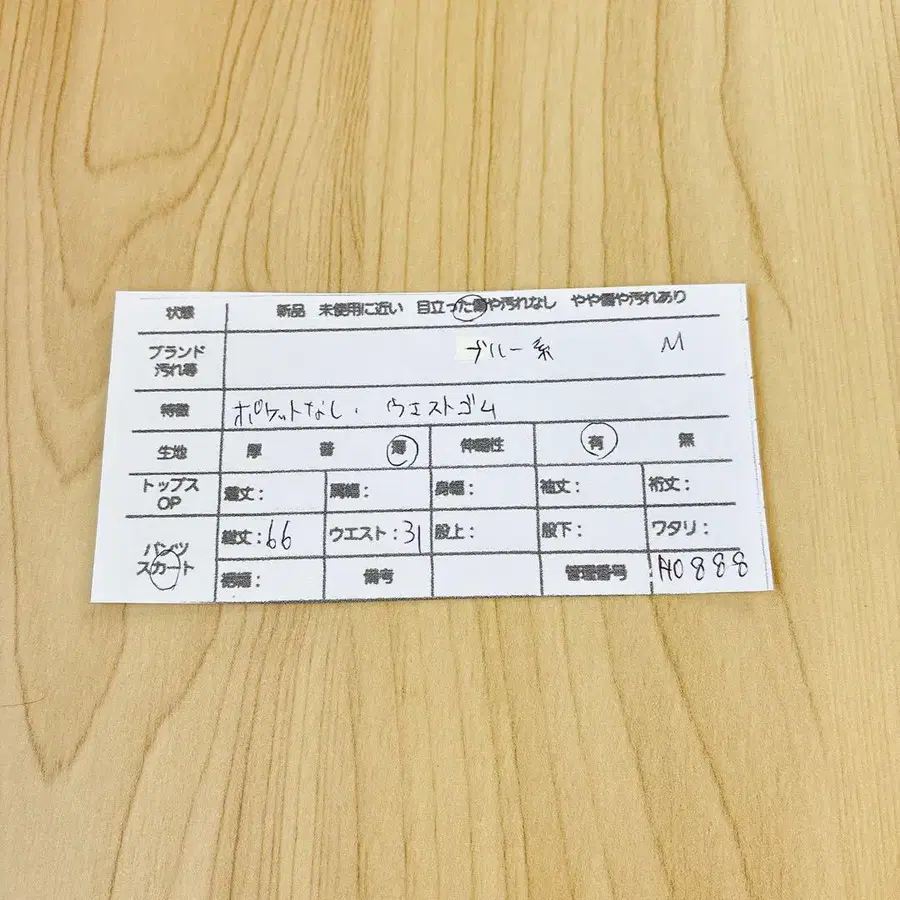 状態 新品 未使用に近い 目立った傷や汚れなし やや傷や汚れあり
ブランド ブルー系 M
汚れ等
特徴 ポケットなし. ウエストゴム
生地 厚 普 薄 伸縮性 有 無
トップス 着丈: 肩幅: 身幅: 袖丈: 裄丈:
OP
パンツ 総丈:66 ウエスト:31 股上: 股下: ワタリ:
スカート 裾幅: 備考 管理番号 A0888